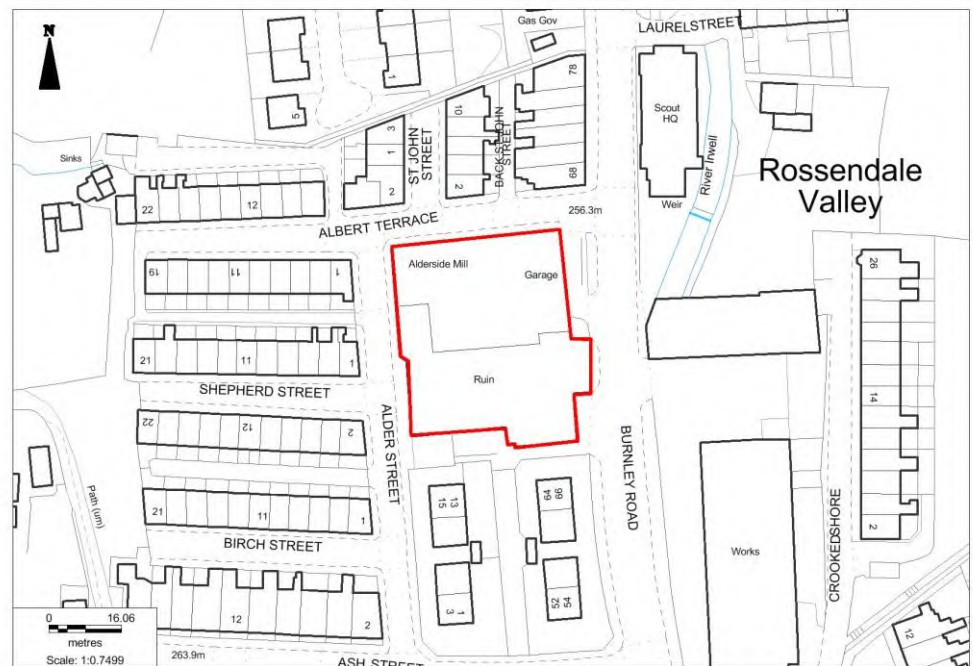 N
Gas Gov
LAURELSTREET
1
5
78
10
3
1
2
ST JOHN
STREET
BACK ST JOHN
STREET
2
68
Scout
HQ
River Irwell
Weir
Rossendale
Valley
Sinks
22
12
ALBERT TERRACE
256.3m
19
11
1
Alderside Mill
Garage
26
21
11
1
SHEPHERD STREET
Ruin
14
22
12
2
ALDER STREET
BURNLEY ROAD
Path (um)
21
11
1
BIRCH STREET
15
13
64
66
Works
CROOKEDSHORE
2
12
2
3
1
52
54
12
0
16.06
metres
Scale: 1:0.7499
263.9m
ASH STREET